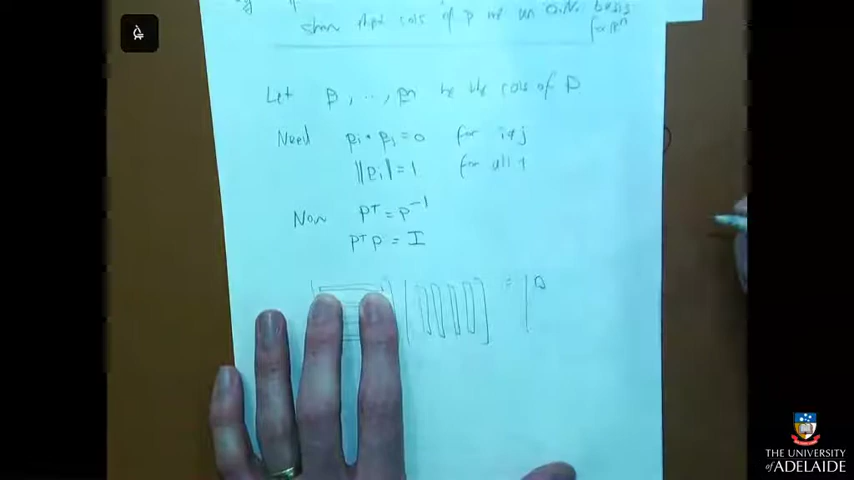 show that cols of P are an O.N. basis
for ℝⁿ
Let p₁, ..., pₙ be the cols of P
Need pᵢ · pⱼ = 0 for i≠j
||pᵢ|| = 1 for all i
Now Pᵀ = P⁻¹
PᵀP = I
=
THE UNIVERSITY
of ADELAIDE